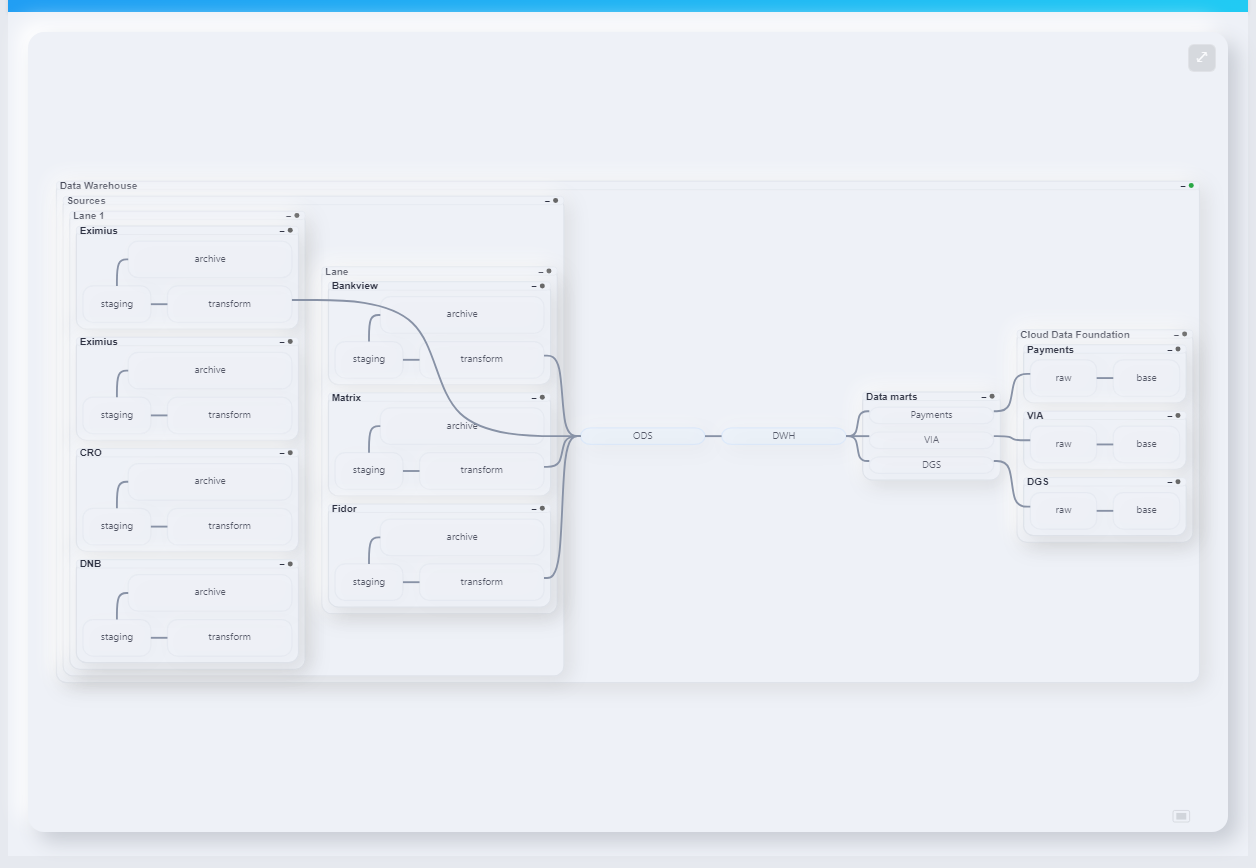 Data Warehouse
Sources
Lane 1
Eximius
archive
staging
transform
Eximius
archive
staging
transform
CRO
archive
staging
transform
DNB
archive
staging
transform
Lane
Bankview
archive
staging
transform
Matrix
archive
staging
transform
Fidor
archive
staging
transform
ODS
DWH
Data marts
Payments
VIA
DGS
Cloud Data Foundation
Payments
raw
base
VIA
raw
base
DGS
raw
base